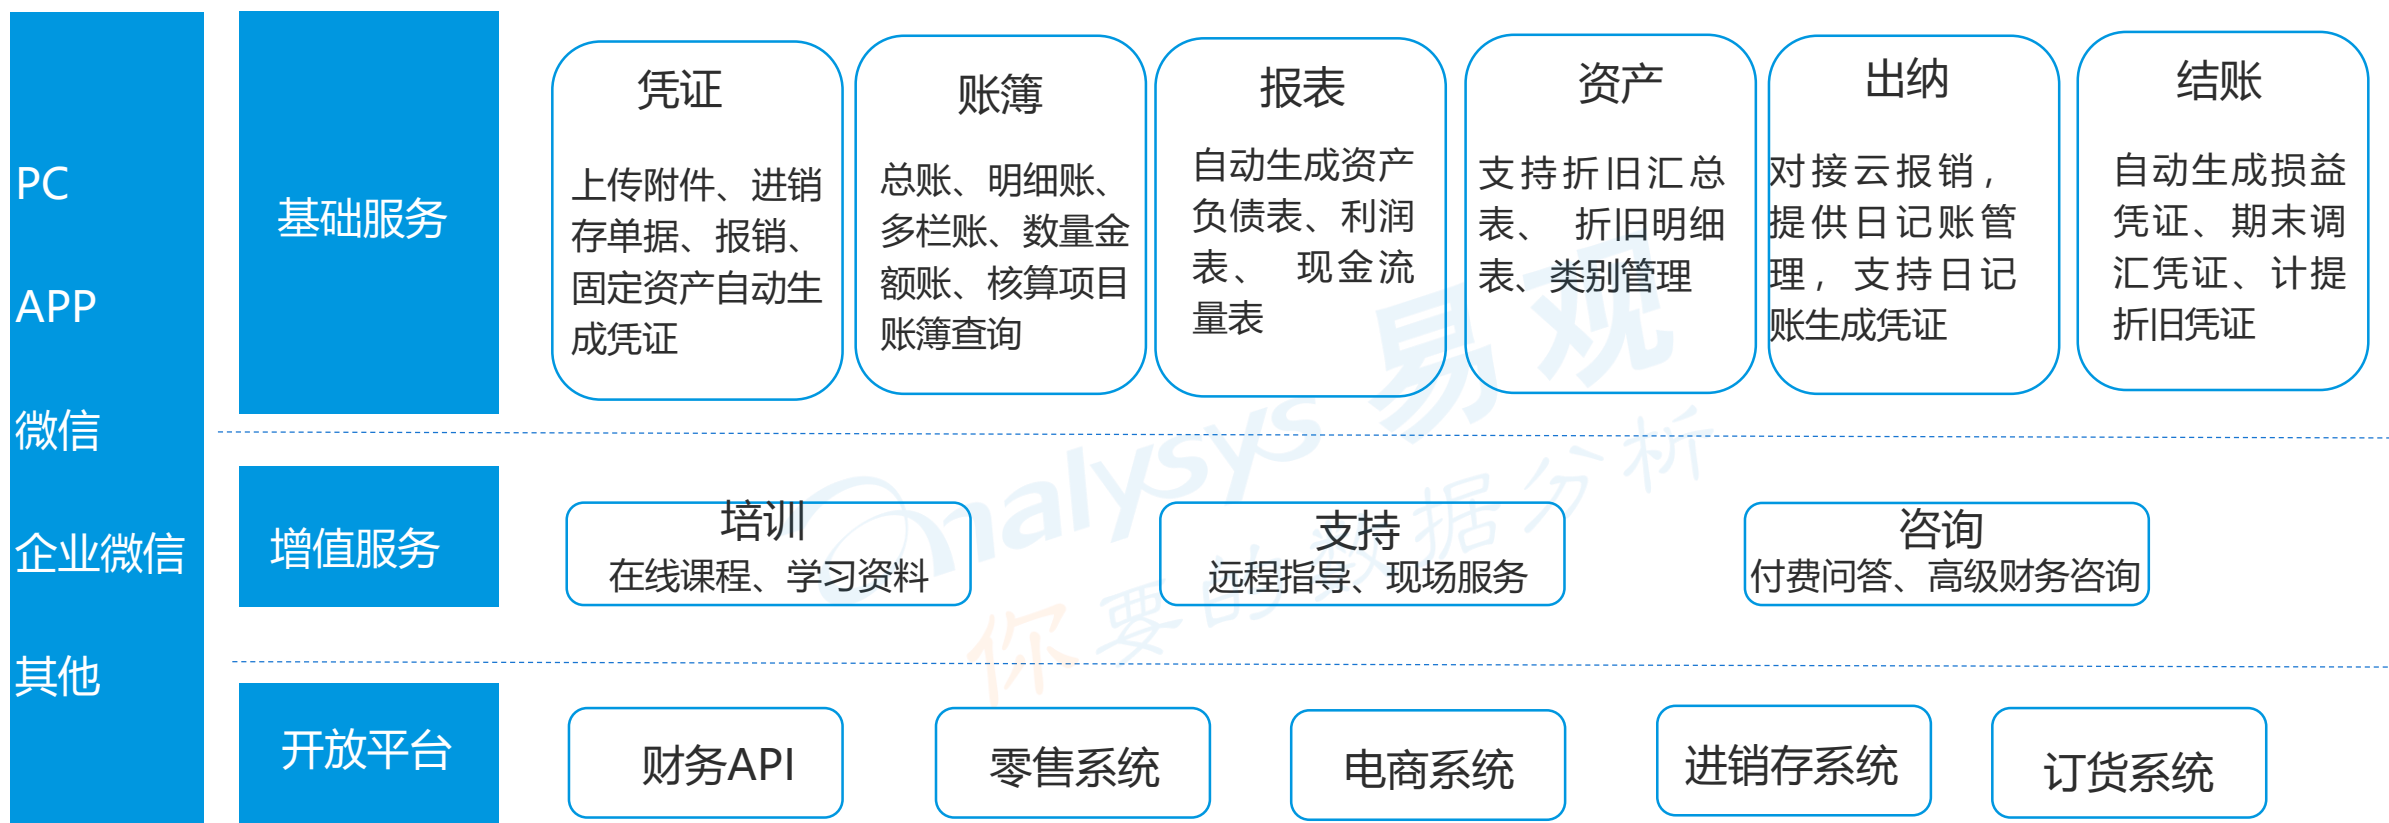 PC
APP
微信
企业微信
其他
基础服务
凭证
上传附件、进销
存单据、报销、
固定资产自动生
成凭证
账簿
总账、明细账、
多栏账、数量金
额账、核算项目
账簿查询
报表
自动生成资产
负债表、利润
表、 现金流
量表
资产
支持折旧汇总
表、 折旧明细
表、类别管理
出纳
对接云报销，
提供日记账管
理，支持日记
账生成凭证
结账
自动生成损益
凭证、期末调
汇凭证、计提
折旧凭证
增值服务
培训
在线课程、学习资料
支持
远程指导、现场服务
咨询
付费问答、高级财务咨询
开放平台
财务API
零售系统
电商系统
进销存系统
订货系统
analysys 易观
你要的数据分析